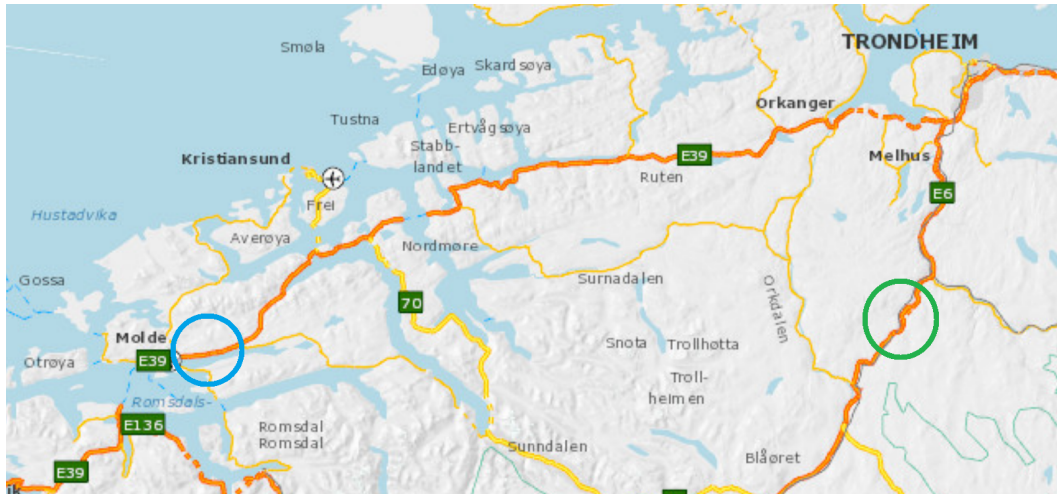 TRONDHEIM
Smøla
Edøya
Skardsøya
Orkanger
Tustna
Ertvågsøya
Stabb-
landet
Kristiansund
E39
Melhus
Ruten
E6
Frei
Hustadvika
Averøya
Nordmøre
Gossa
Surnadalen
70
Orkdalen
Molde
Snota
Trollhøtta
E39
Otrøya
Troll-
heimen
Romsdals-
E136
Romsdal
Romsdal
Sunndalen
Blåøret
E39
ik